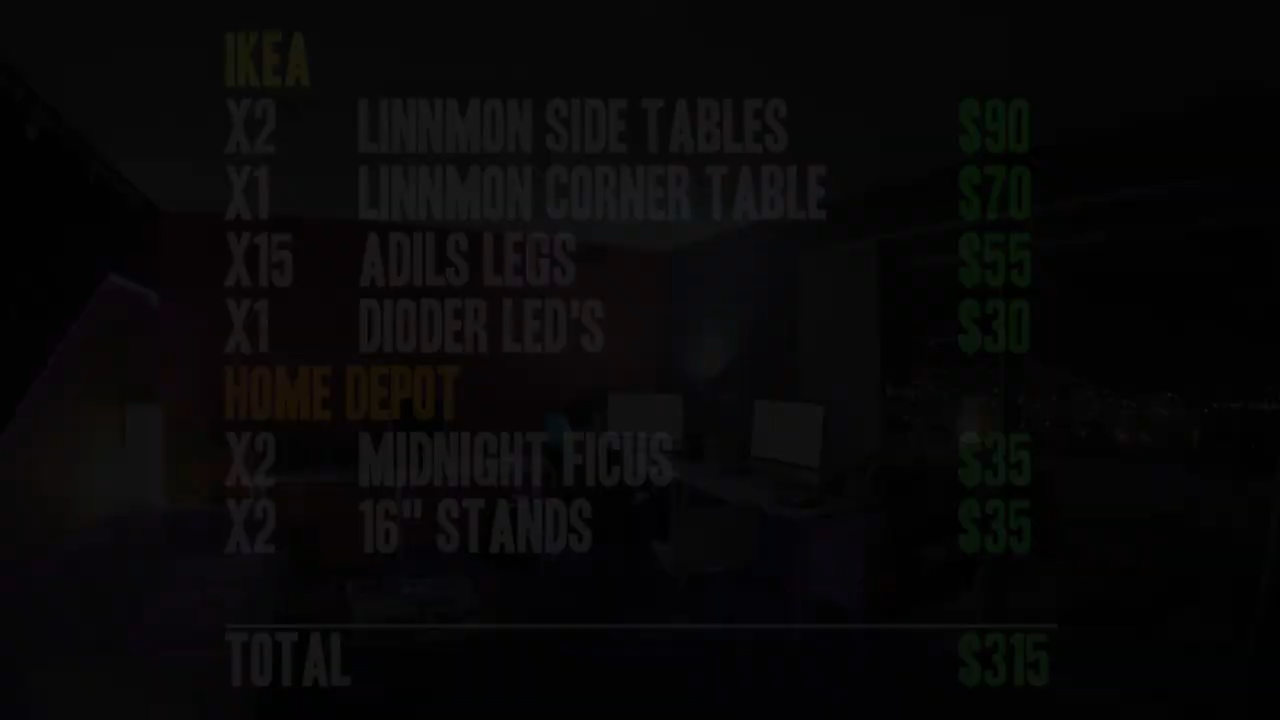 IKEA
X2 LINNMON SIDE TABLES $90
X1 LINNMON CORNER TABLE $70
X15 ADILS LEGS $55
X1 DIODER LED'S $30
HOME DEPOT
X2 MIDNIGHT FICUS $35
X2 16" STANDS $35
TOTAL $315